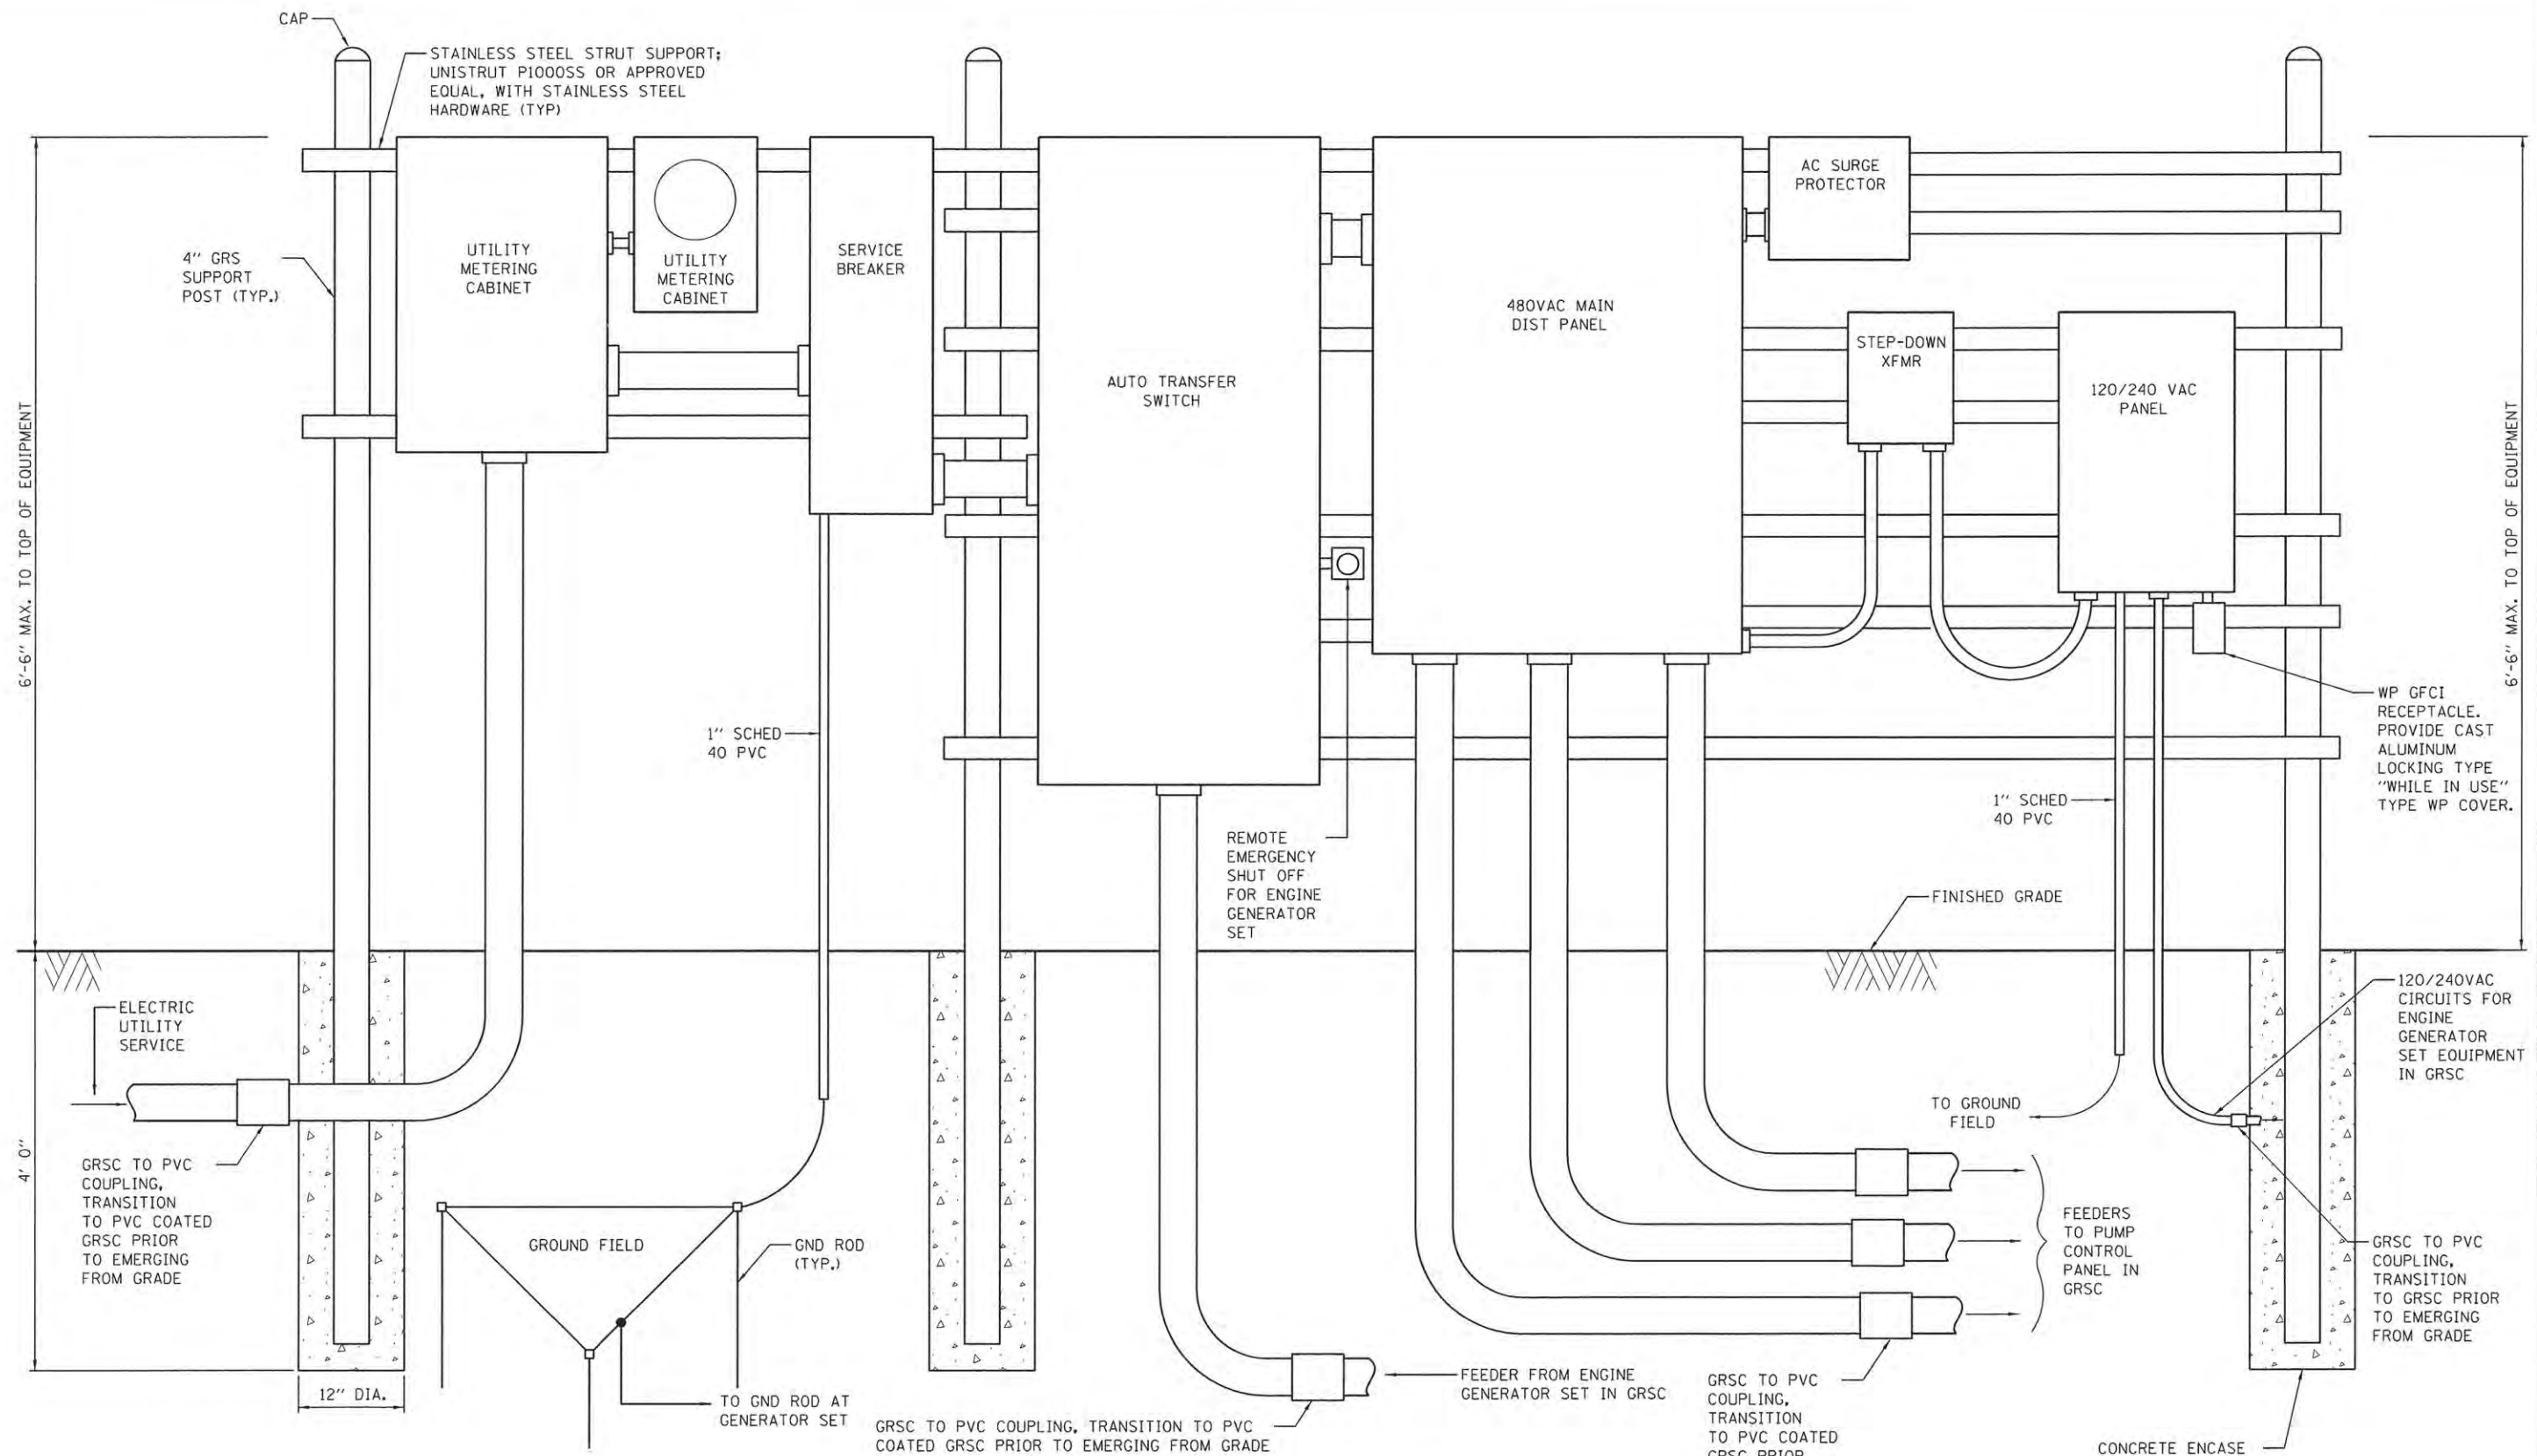 CAP
STAINLESS STEEL STRUT SUPPORT;
UNISTRUT P1000SS OR APPROVED
EQUAL, WITH STAINLESS STEEL
HARDWARE (TYP)
4" GRS
SUPPORT
POST (TYP.)
UTILITY
METERING
CABINET
UTILITY
METERING
CABINET
SERVICE
BREAKER
AUTO TRANSFER
SWITCH
480VAC MAIN
DIST PANEL
AC SURGE
PROTECTOR
STEP-DOWN
XFMR
120/240 VAC
PANEL
6'-6" MAX. TO TOP OF EQUIPMENT
6'-6" MAX. TO TOP OF EQUIPMENT
WP GFCI
RECEPTACLE.
PROVIDE CAST
ALUMINUM
LOCKING TYPE
"WHILE IN USE"
TYPE WP COVER.
1" SCHED
40 PVC
1" SCHED
40 PVC
REMOTE
EMERGENCY
SHUT OFF
FOR ENGINE
GENERATOR
SET
FINISHED GRADE
ELECTRIC
UTILITY
SERVICE
120/240VAC
CIRCUITS FOR
ENGINE
GENERATOR
SET EQUIPMENT
IN GRSC
TO GROUND
FIELD
4' 0"
GRSC TO PVC
COUPLING,
TRANSITION
TO PVC COATED
GRSC PRIOR
TO EMERGING
FROM GRADE
GROUND FIELD
GND ROD
(TYP.)
FEEDERS
TO PUMP
CONTROL
PANEL IN
GRSC
GRSC TO PVC
COUPLING,
TRANSITION
TO GRSC PRIOR
TO EMERGING
FROM GRADE
12" DIA.
TO GND ROD AT
GENERATOR SET
FEEDER FROM ENGINE
GENERATOR SET IN GRSC
GRSC TO PVC COUPLING, TRANSITION TO PVC
COATED GRSC PRIOR TO EMERGING FROM GRADE
GRSC TO PVC
COUPLING,
TRANSITION
TO PVC COATED
GRSC PRIOR
CONCRETE ENCASE